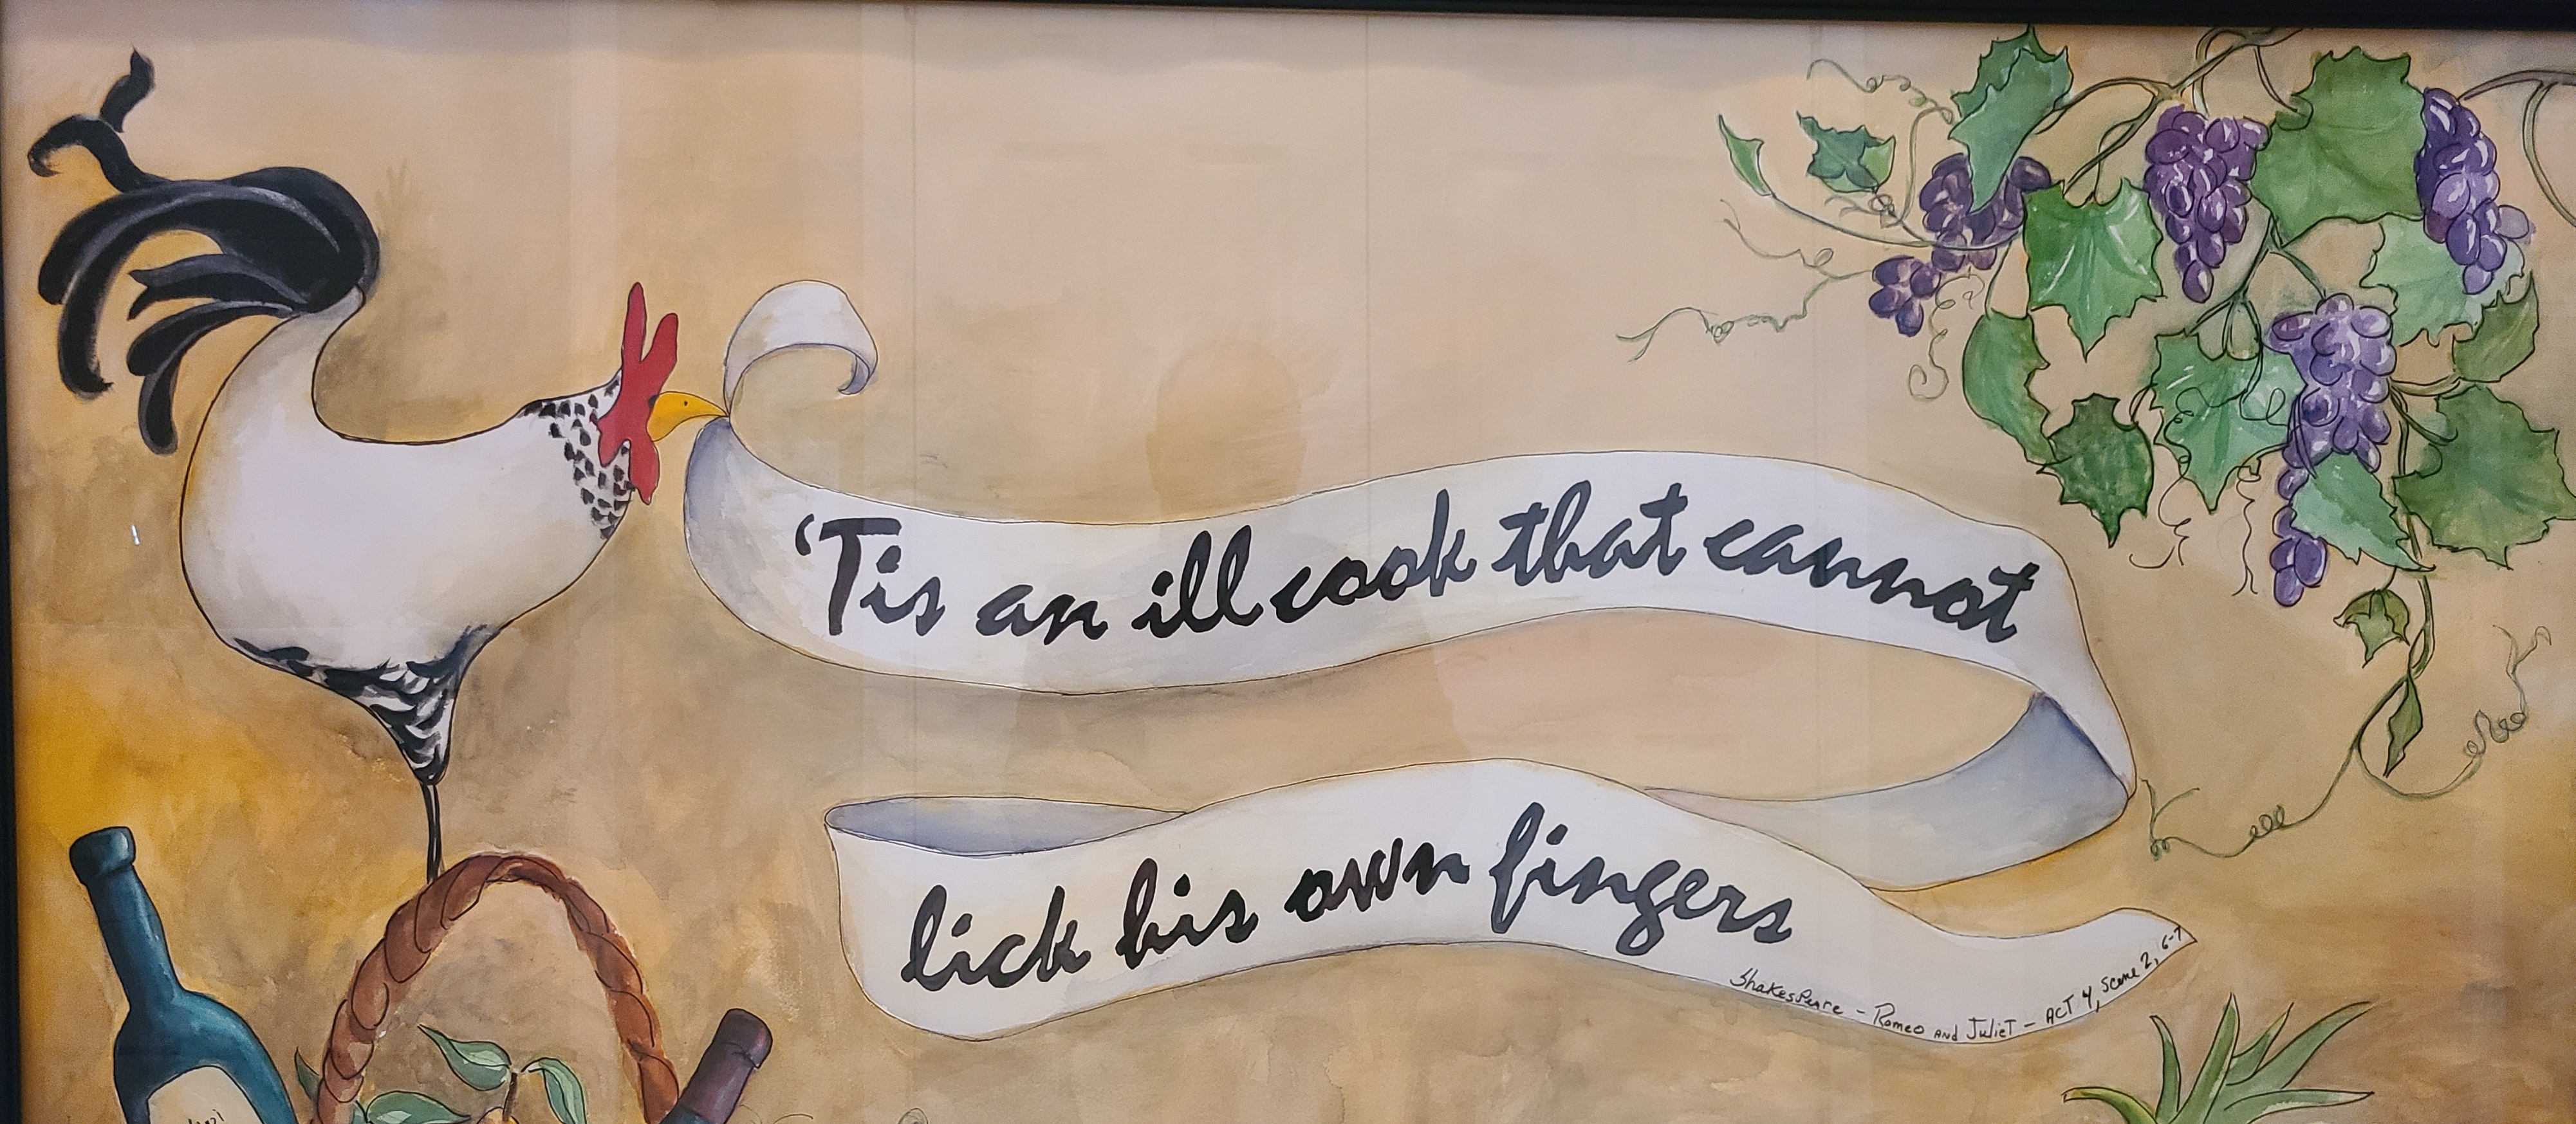 ‘Tis an ill cook that cannot
lick his own fingers
Shakespeare - Romeo AND Juliet - ACT 4, Scene 2, 6-7